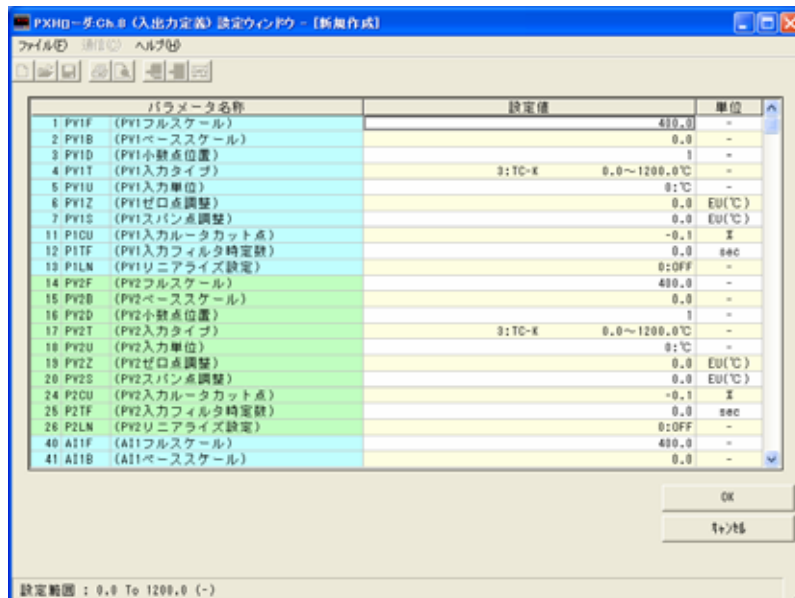 PXHローダCh.8 (入出力定義) 設定ウィンドウ - [新規作成]
ファイル(F) 通信(C) ヘルプ(H)
パラメータ名称 設定値 単位
1 PV1F (PV1フルスケール) 400.0 -
2 PV1B (PV1ベーススケール) 0.0 -
3 PV1D (PV1小数点位置) 1 -
4 PV1T (PV1入力タイプ) 3:TC-K 0.0～1200.0℃ -
5 PV1U (PV1入力単位) 0:℃ -
6 PV1Z (PV1ゼロ点調整) 0.0 EU(℃)
7 PV1S (PV1スパン点調整) 0.0 EU(℃)
11 P1CU (PV1入力ルータカット点) -0.1 %
12 P1TF (PV1入力フィルタ時定数) 0.0 sec
13 P1LN (PV1リニアライズ設定) 0:OFF -
14 PV2F (PV2フルスケール) 400.0 -
15 PV2B (PV2ベーススケール) 0.0 -
16 PV2D (PV2小数点位置) 1 -
17 PV2T (PV2入力タイプ) 3:TC-K 0.0～1200.0℃ -
18 PV2U (PV2入力単位) 0:℃ -
19 PV2Z (PV2ゼロ点調整) 0.0 EU(℃)
20 PV2S (PV2スパン点調整) 0.0 EU(℃)
24 P2CU (PV2入力ルータカット点) -0.1 %
25 P2TF (PV2入力フィルタ時定数) 0.0 sec
26 P2LN (PV2リニアライズ設定) 0:OFF -
40 AI1F (AI1フルスケール) 400.0 -
41 AI1B (AI1ベーススケール) 0.0 -
OK
キャンセル
設定範囲 : 0.0 To 1200.0 (-)